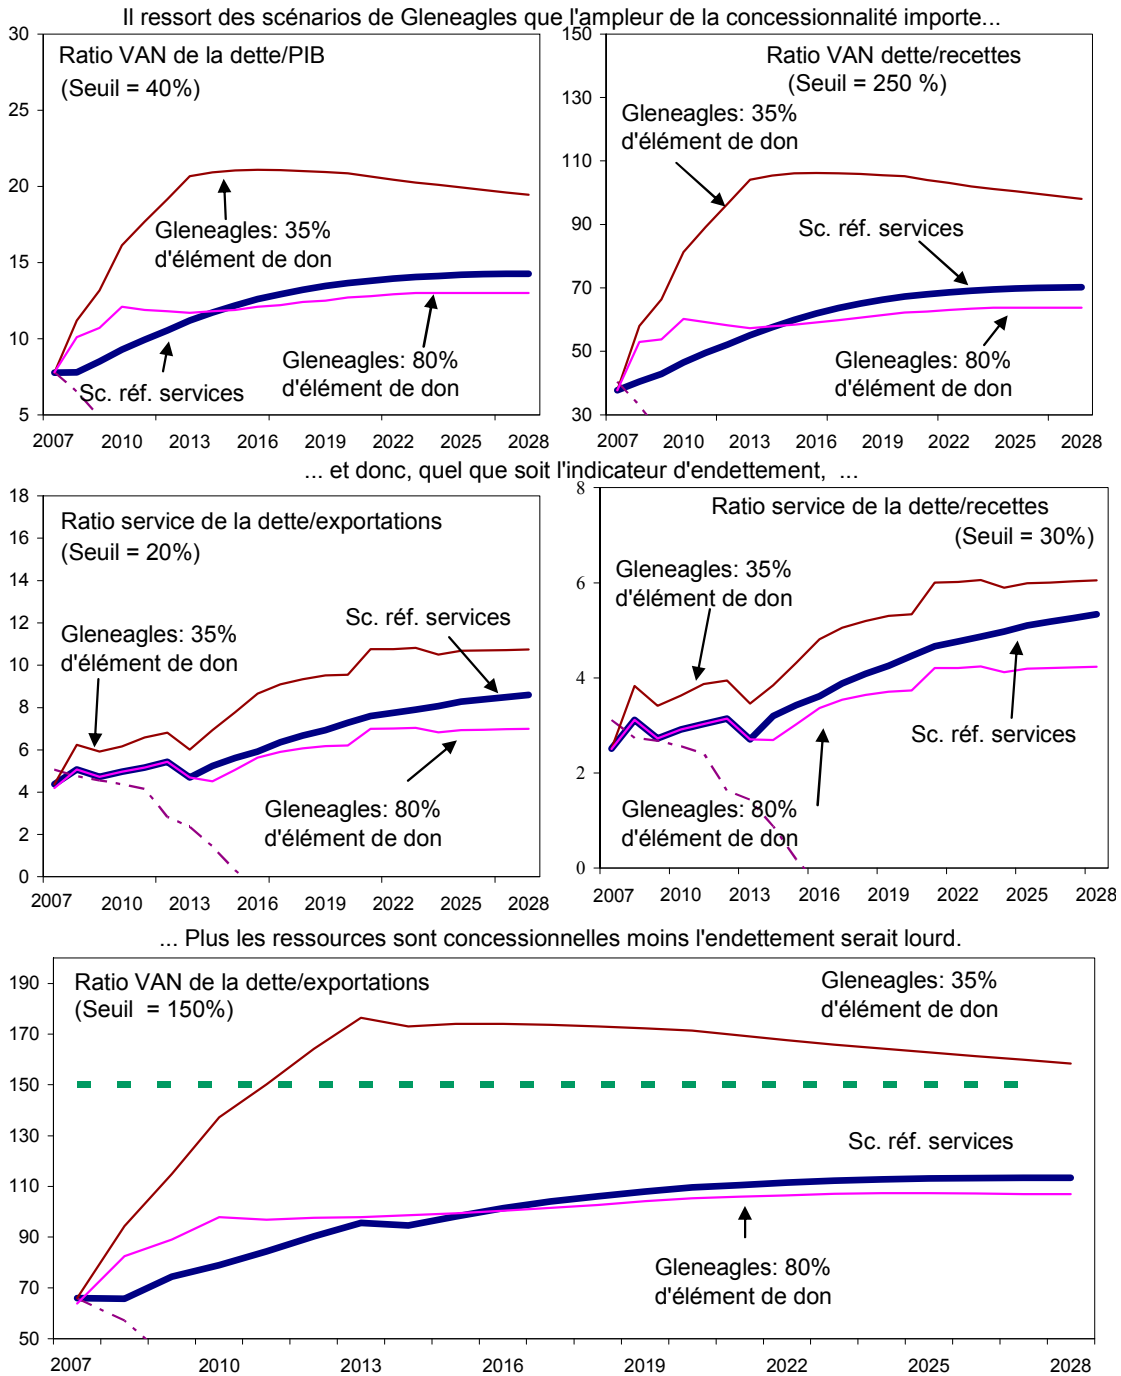 Il ressort des scénarios de Gleneagles que l'ampleur de la concessionnalité importe...
Ratio VAN de la dette/PIB
(Seuil = 40%)
30
25
20
15
10
5
Gleneagles: 35%
d'élément de don
Gleneagles: 80%
d'élément de don
Sc. réf. services
2007 2010 2013 2016 2019 2022 2025 2028
Ratio VAN dette/recettes
(Seuil = 250 %)
150
130
110
90
70
50
30
Gleneagles: 35%
d'élément de don
Sc. réf. services
Gleneagles: 80%
d'élément de don
2007 2010 2013 2016 2019 2022 2025 2028
... et donc, quel que soit l'indicateur d'endettement, ...
Ratio service de la dette/exportations
(Seuil = 20%)
18
16
14
12
10
8
6
4
2
0
Sc. réf. services
Gleneagles: 35%
d'élément de don
Gleneagles: 80%
d'élément de don
2007 2010 2013 2016 2019 2022 2025 2028
Ratio service de la dette/recettes
(Seuil = 30%)
8
6
4
2
0
Gleneagles: 35%
d'élément de don
Sc. réf. services
Gleneagles: 80%
d'élément de don
2007 2010 2013 2016 2019 2022 2025 2028
... Plus les ressources sont concessionnelles moins l'endettement serait lourd.
Ratio VAN de la dette/exportations
(Seuil = 150%)
190
170
150
130
110
90
70
50
Gleneagles: 35%
d'élément de don
Sc. réf. services
Gleneagles: 80%
d'élément de don
2007 2010 2013 2016 2019 2022 2025 2028